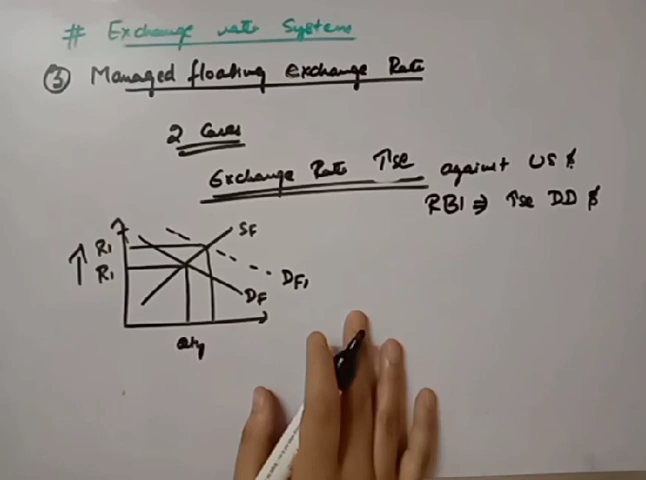 # Exchange rate System
③ Managed floating exchange Rate
2 Cases
Exchange Rate ↑se against US $
RBI ⇒ ↑se DD $
SF
R1
R1
DF1
DF
Qty